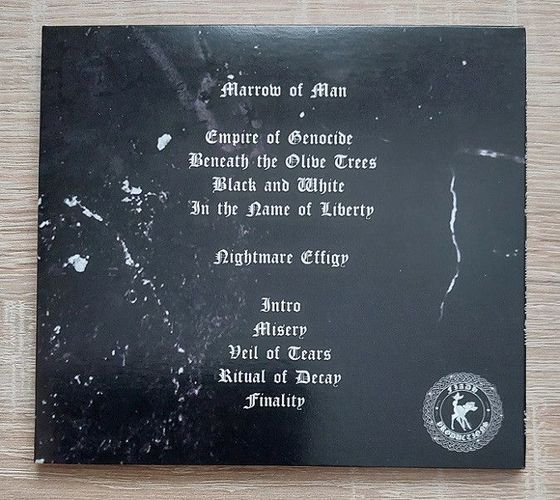 Marrow of Man
Empire of Genocide
Beneath the Olive Trees
Black and White
In the Name of Liberty
Nightmare Effigy
Intro
Misery
Veil of Tears
Ritual of Decay
Finality
PRODUCTIONS